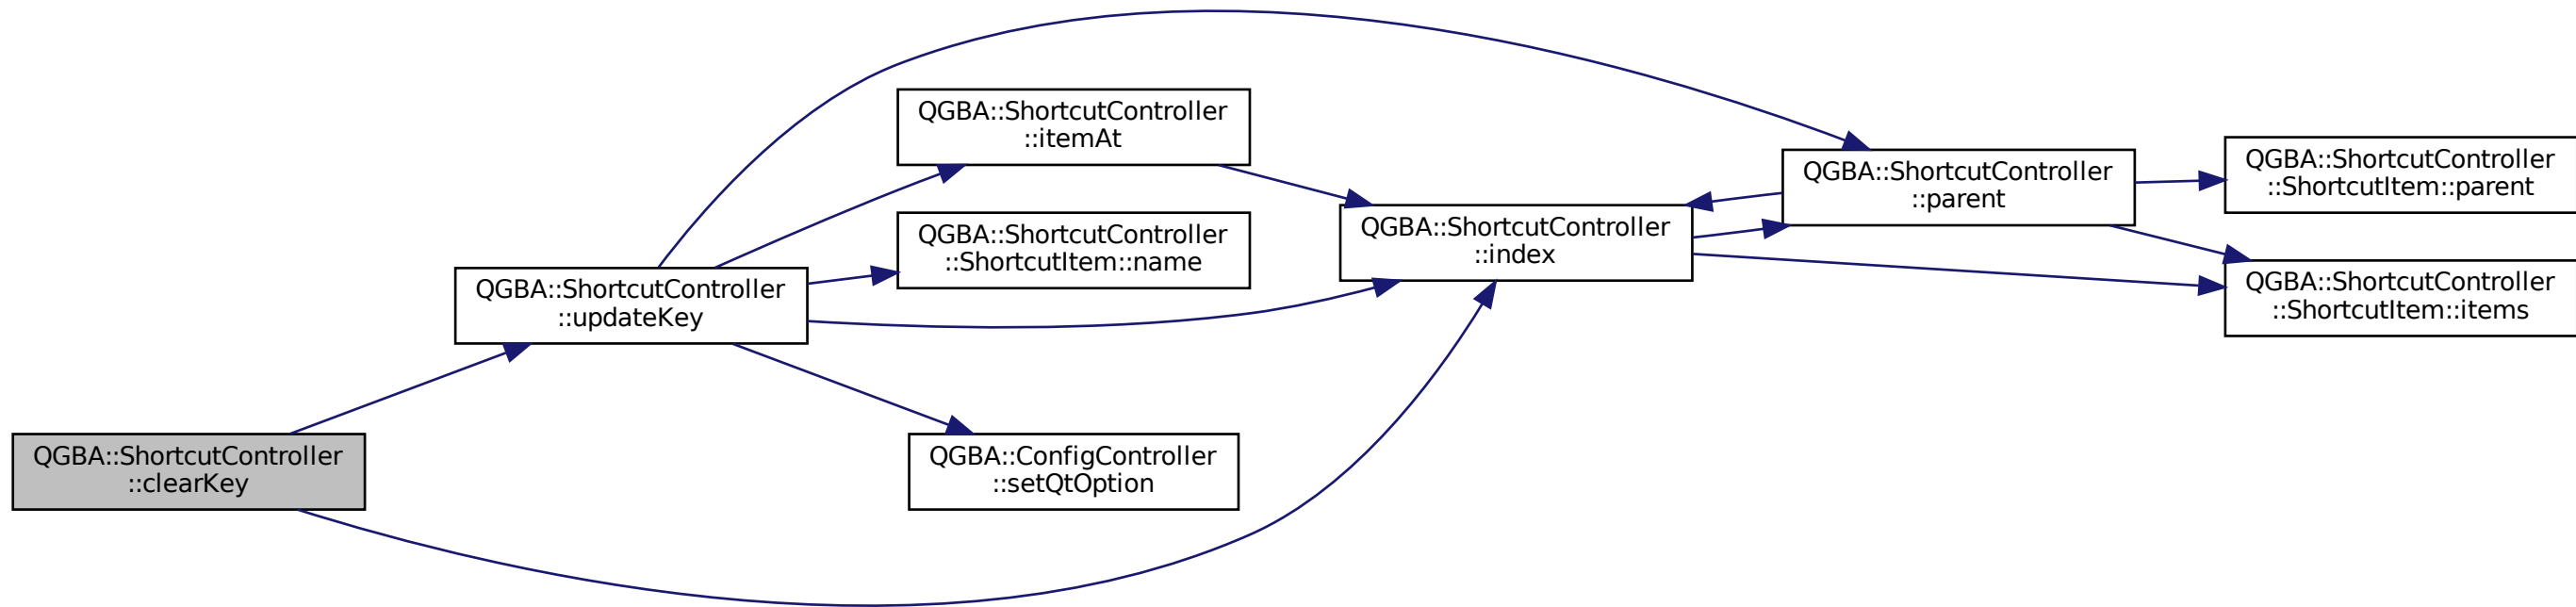 QGBA::ShortcutController
::clearKey
QGBA::ShortcutController
::updateKey
QGBA::ShortcutController
::itemAt
QGBA::ShortcutController
::ShortcutItem::name
QGBA::ConfigController
::setQtOption
QGBA::ShortcutController
::index
QGBA::ShortcutController
::parent
QGBA::ShortcutController
::ShortcutItem::parent
QGBA::ShortcutController
::ShortcutItem::items